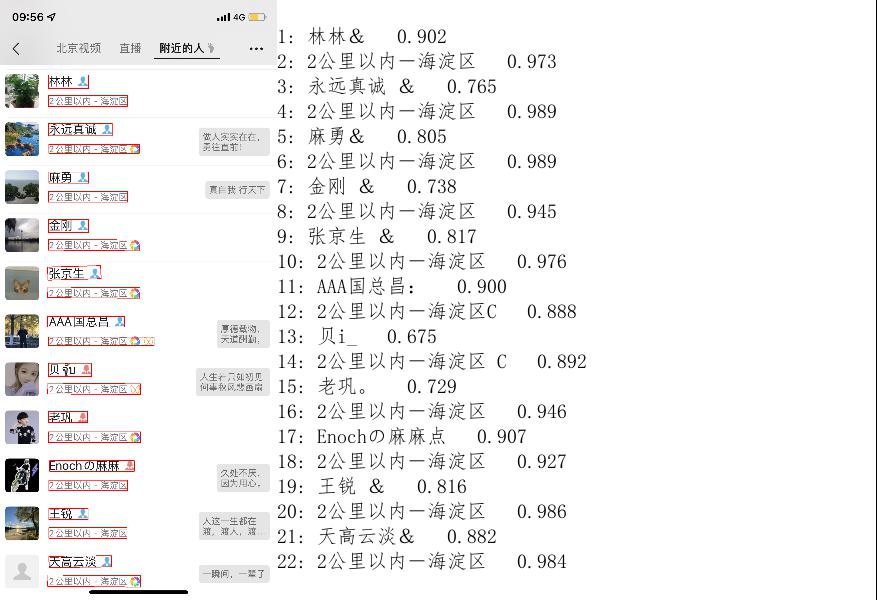 09:56
4G
北京视频 直播 附近的人
林林
2公里以内 - 海淀区
永远真诚
2公里以内 - 海淀区
做人实实在在，
勇往直前！
麻勇
2公里以内 - 海淀区
真自我 行天下
金刚
2公里以内 - 海淀区
张京生
2公里以内 - 海淀区
AAA国总昌
2公里以内 - 海淀区
厚德载物，
天道酬勤，
贝
2公里以内 - 海淀区
人生若只如初见
何事秋风悲画扇
老巩
2公里以内 - 海淀区
Enochの麻麻
2公里以内 - 海淀区
久处不厌，
因为用心，
王锐
2公里以内 - 海淀区
人这一生都在
渡，渡人，渡...
天高云淡
2公里以内 - 海淀区
一瞬间，一辈了
1: 林林& 0.902
2: 2公里以内－海淀区 0.973
3: 永远真诚 & 0.765
4: 2公里以内－海淀区 0.989
5: 麻勇& 0.805
6: 2公里以内－海淀区 0.989
7: 金刚 & 0.738
8: 2公里以内－海淀区 0.945
9: 张京生 & 0.817
10: 2公里以内－海淀区 0.976
11: AAA国总昌： 0.900
12: 2公里以内－海淀区C 0.888
13: 贝i_ 0.675
14: 2公里以内－海淀区 C 0.892
15: 老巩。 0.729
16: 2公里以内－海淀区 0.946
17: Enochの麻麻点 0.907
18: 2公里以内－海淀区 0.927
19: 王锐 & 0.816
20: 2公里以内－海淀区 0.986
21: 天高云淡& 0.882
22: 2公里以内－海淀区 0.984